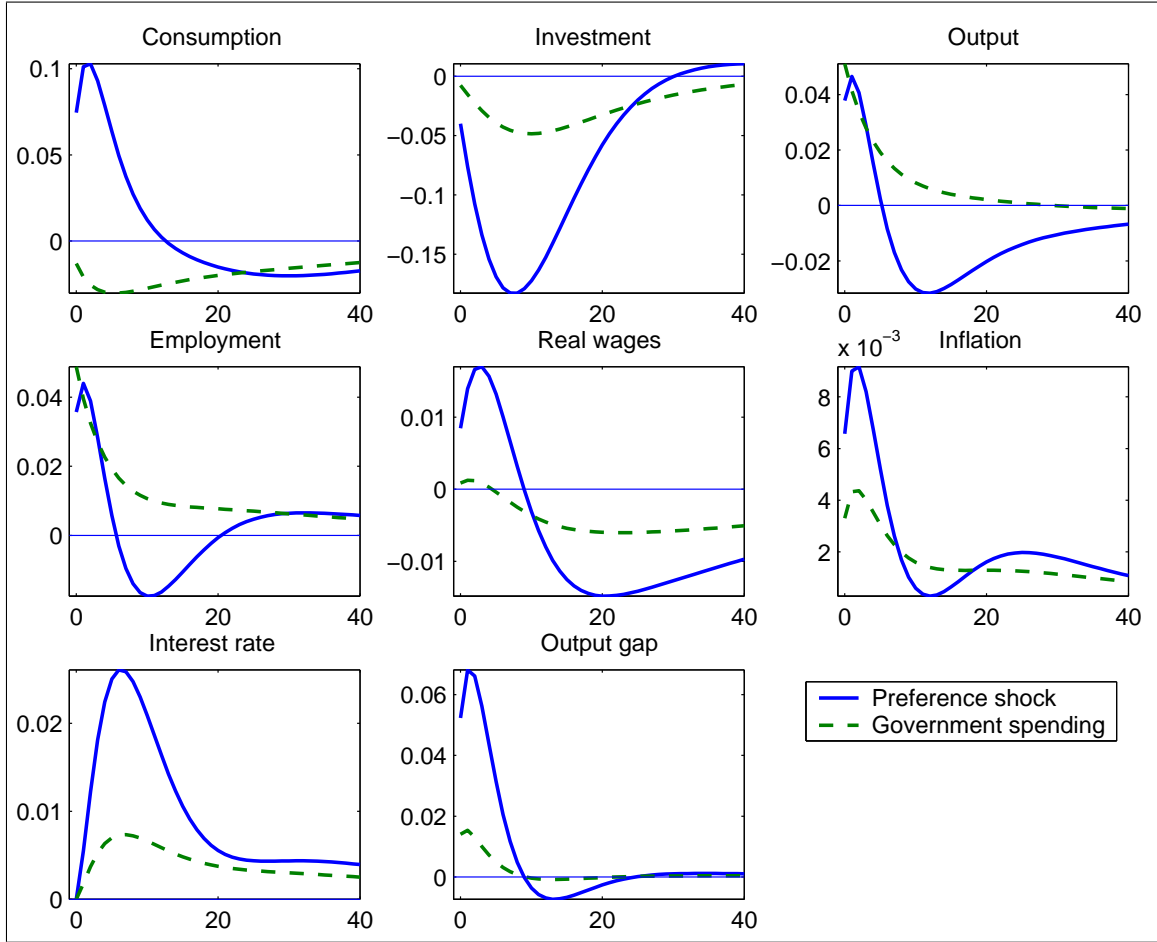 Consumption
Investment
Output
0.1
0.05
0
0 20 40
0
−0.05
−0.1
−0.15
0 20 40
0.04
0.02
0
−0.02
0 20 40
Employment
Real wages
Inflation
x 10−3
0.04
0.02
0
0 20 40
0.01
0
−0.01
0 20 40
8
6
4
2
0 20 40
Interest rate
Output gap
0.02
0.01
0
0 20 40
0.06
0.04
0.02
0
0 20 40
Preference shock
Government spending